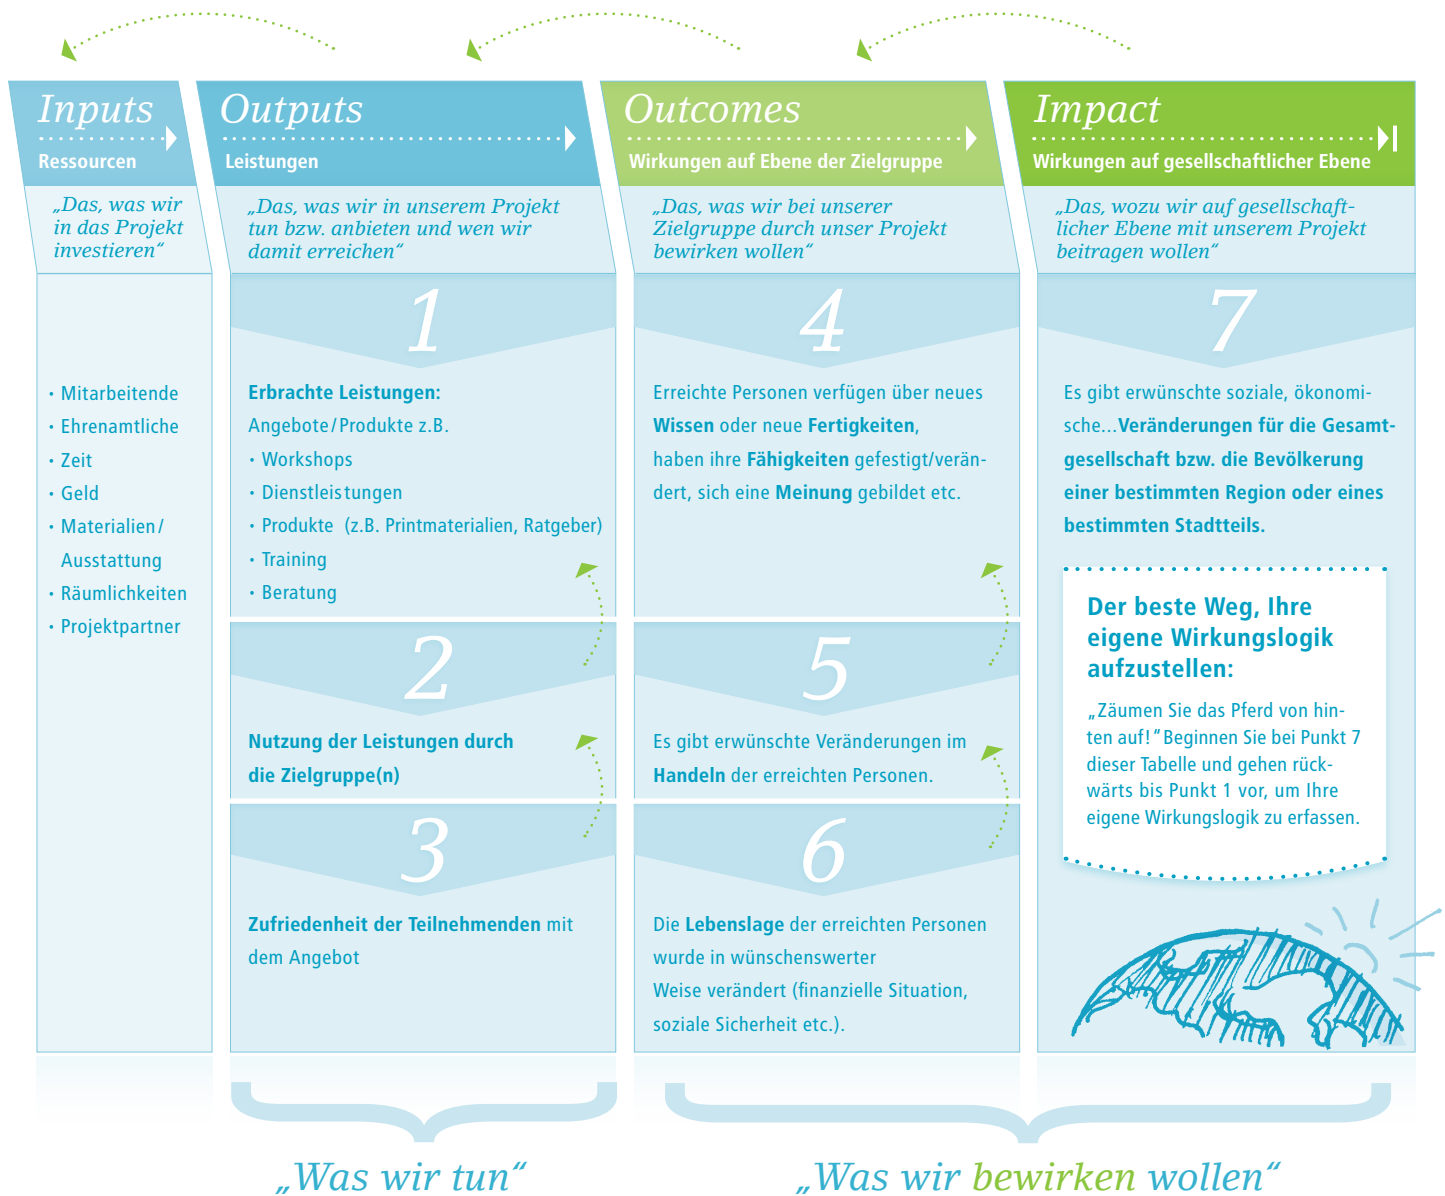 Inputs
Ressourcen
„Das, was wir
in das Projekt
investieren“
· Mitarbeitende
· Ehrenamtliche
· Zeit
· Geld
· Materialien/
Ausstattung
· Räumlichkeiten
· Projektpartner
Outputs
Leistungen
„Das, was wir in unserem Projekt
tun bzw. anbieten und wen wir
damit erreichen“
1
Erbrachte Leistungen:
Angebote/Produkte z.B.
· Workshops
· Dienstleistungen
· Produkte (z.B. Printmaterialien, Ratgeber)
· Training
· Beratung
2
Nutzung der Leistungen durch
die Zielgruppe(n)
3
Zufriedenheit der Teilnehmenden mit
dem Angebot
Outcomes
Wirkungen auf Ebene der Zielgruppe
„Das, was wir bei unserer
Zielgruppe durch unser Projekt
bewirken wollen“
4
Erreichte Personen verfügen über neues
Wissen oder neue Fertigkeiten,
haben ihre Fähigkeiten gefestigt/verän-
dert, sich eine Meinung gebildet etc.
5
Es gibt erwünschte Veränderungen im
Handeln der erreichten Personen.
6
Die Lebenslage der erreichten Personen
wurde in wünschenswerter
Weise verändert (finanzielle Situation,
soziale Sicherheit etc.).
Impact
Wirkungen auf gesellschaftlicher Ebene
„Das, wozu wir auf gesellschaft-
licher Ebene mit unserem Projekt
beitragen wollen“
7
Es gibt erwünschte soziale, ökonomi-
sche...Veränderungen für die Gesamt-
gesellschaft bzw. die Bevölkerung
einer bestimmten Region oder eines
bestimmten Stadtteils.
Der beste Weg, Ihre
eigene Wirkungslogik
aufzustellen:
„Zäumen Sie das Pferd von hin-
ten auf!“ Beginnen Sie bei Punkt 7
dieser Tabelle und gehen rück-
wärts bis Punkt 1 vor, um Ihre
eigene Wirkungslogik zu erfassen.
„Was wir tun“
„Was wir bewirken wollen“